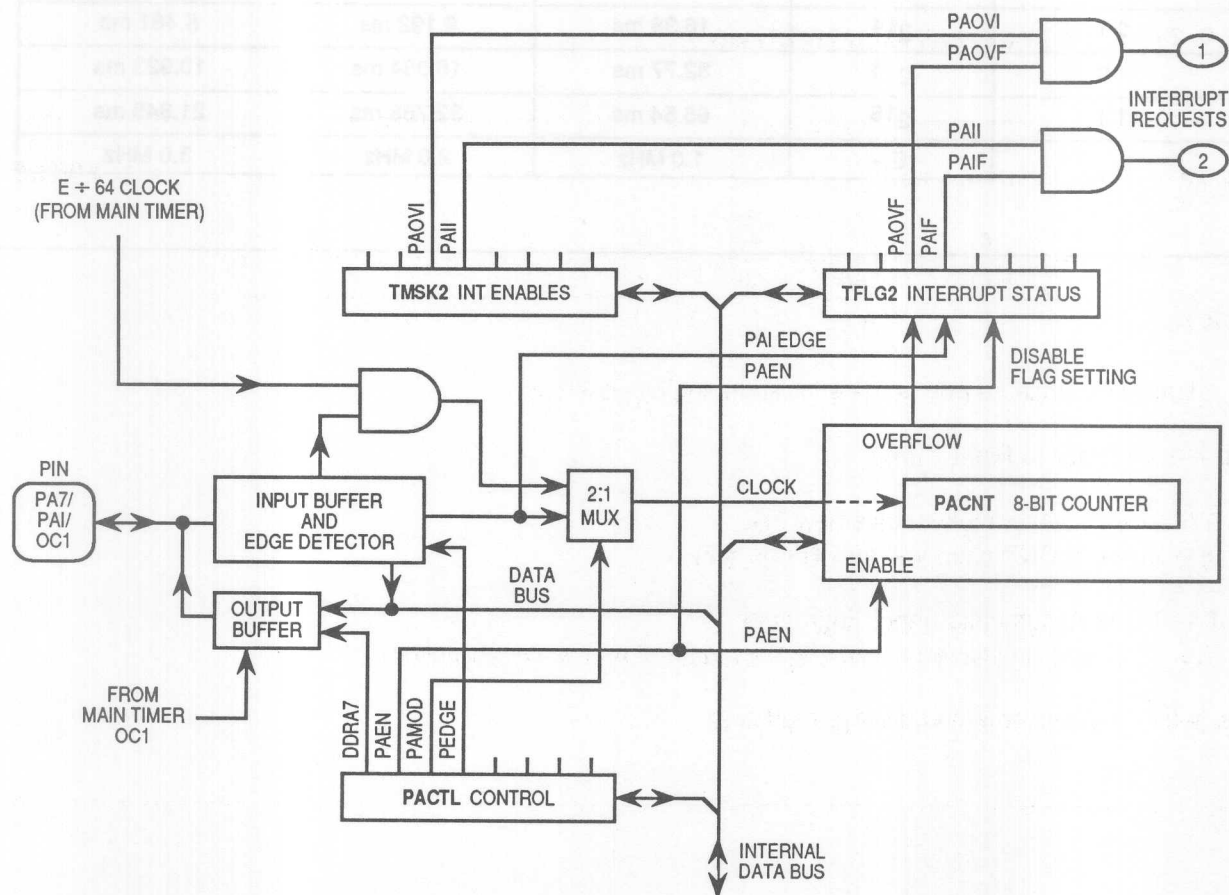 PAOVI
PAOVF
1
INTERRUPT
REQUESTS
PAII
PAIF
2
E ÷ 64 CLOCK
(FROM MAIN TIMER)
PAOVI
PAII
PAOVF
PAIF
TMSK2 INT ENABLES
TFLG2 INTERRUPT STATUS
PAI EDGE
PAEN
DISABLE
FLAG SETTING
OVERFLOW
PIN
PA7/
PAI/
OC1
INPUT BUFFER
AND
EDGE DETECTOR
2:1
MUX
CLOCK
PACNT 8-BIT COUNTER
ENABLE
DATA
BUS
OUTPUT
BUFFER
PAEN
FROM
MAIN TIMER
OC1
DDRA7
PAEN
PAMOD
PEDGE
PACTL CONTROL
INTERNAL
DATA BUS